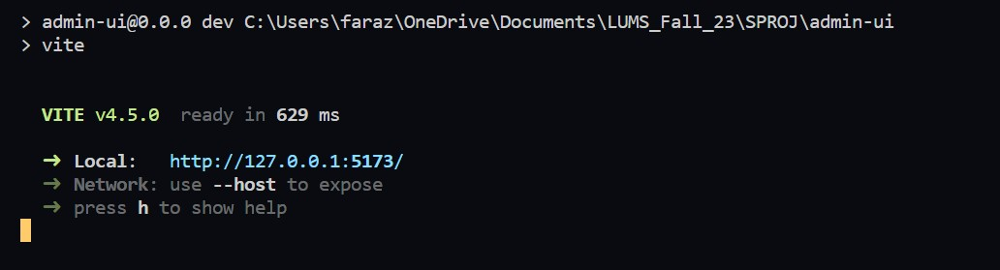 > admin-ui@0.0.0 dev C:\Users\faraz\OneDrive\Documents\LUMS_Fall_23\SPROJ\admin-ui
> vite
VITE v4.5.0 ready in 629 ms
➜ Local: http://127.0.0.1:5173/
➜ Network: use --host to expose
➜ press h to show help